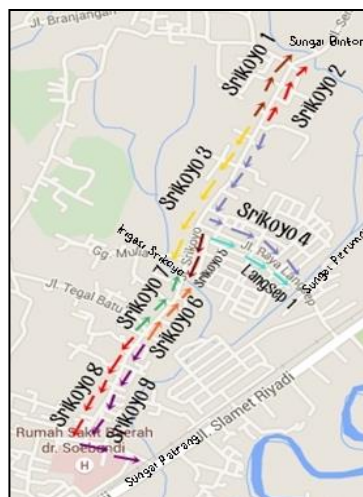 Jl. Branjangan
Sungai Bintoro
Srikoyo 1
Srikoyo 2
Srikoyo 3
Srikoyo 4
Irigasi Srikoyo
Srikoyo
Gg. Mulia
Jl. Raya Langsep
Langsep 1
Srikoyo 5
Jl. Tegal Batu
Srikoyo 7
Srikoyo 6
Srikoyo 8
Srikoyo 9
Rumah Sakit Daerah
dr. Soebandi
H
Jl. Slamet Riyadi
Sungai Patrang